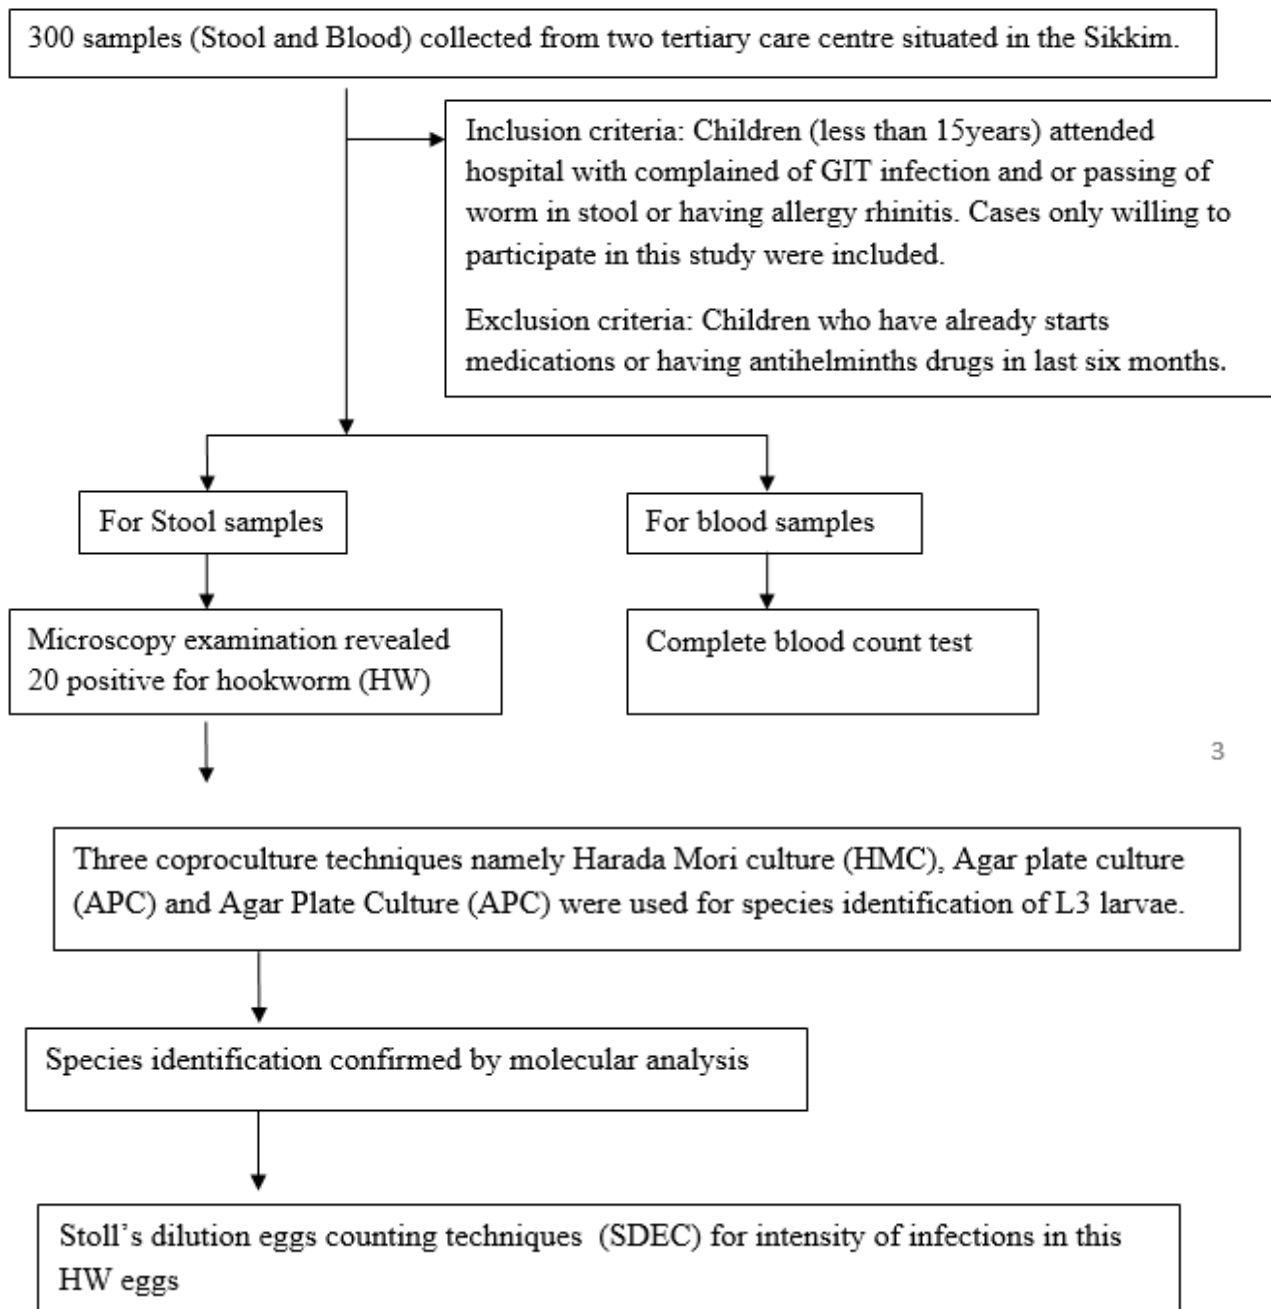 300 samples (Stool and Blood) collected from two tertiary care centre situated in the Sikkim.
Inclusion criteria: Children (less than 15years) attended
hospital with complained of GIT infection and or passing of
worm in stool or having allergy rhinitis. Cases only willing to
participate in this study were included.
Exclusion criteria: Children who have already starts
medications or having antihelminths drugs in last six months.
For Stool samples
For blood samples
Microscopy examination revealed
20 positive for hookworm (HW)
Complete blood count test
3
Three coproculture techniques namely Harada Mori culture (HMC), Agar plate culture
(APC) and Agar Plate Culture (APC) were used for species identification of L3 larvae.
Species identification confirmed by molecular analysis
Stoll’s dilution eggs counting techniques (SDEC) for intensity of infections in this
HW eggs